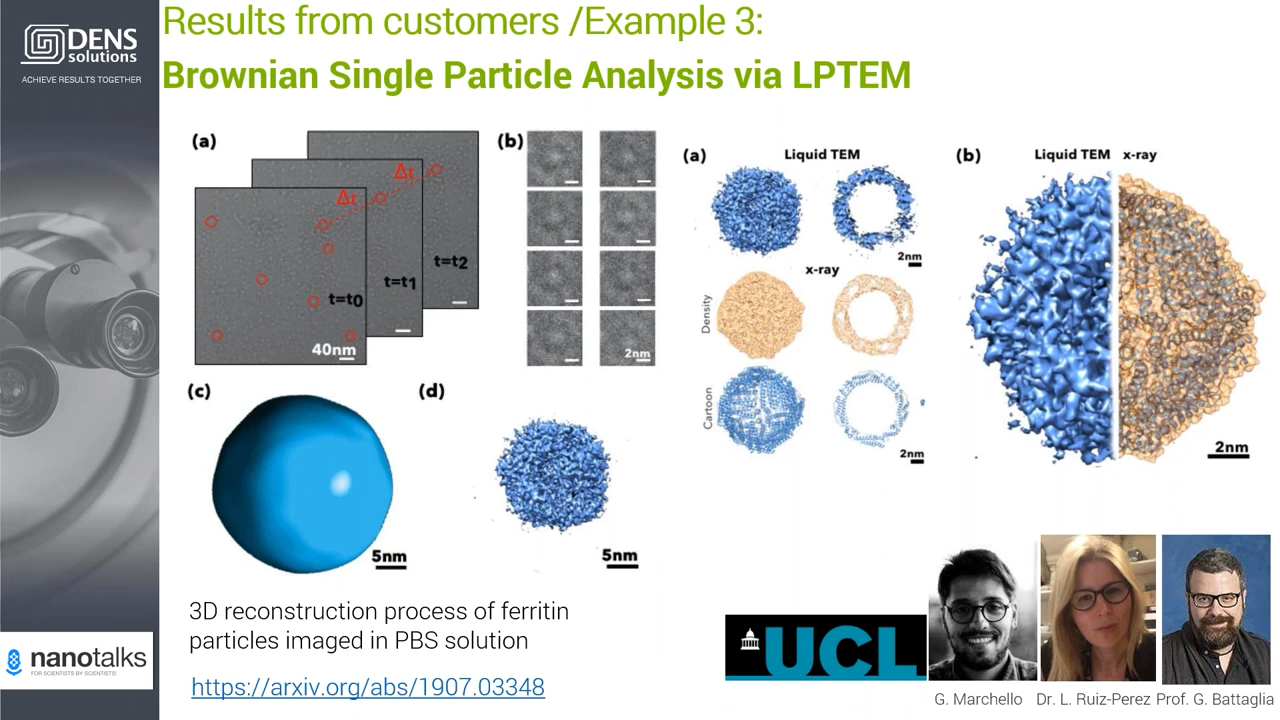 DENS
solutions
ACHIEVE RESULTS TOGETHER
Results from customers /Example 3:
Brownian Single Particle Analysis via LPTEM
(a)
Δt
Δt
t=t2
t=t1
t=t0
40nm
(b)
2nm
(c)
5nm
(d)
5nm
(a)
Liquid TEM
2nm
x-ray
Density
Cartoon
2nm
(b)
Liquid TEM x-ray
2nm
3D reconstruction process of ferritin
particles imaged in PBS solution
https://arxiv.org/abs/1907.03348
nanotalks
FOR SCIENTISTS BY SCIENTISTS!
UCL
G. Marchello Dr. L. Ruiz-Perez Prof. G. Battaglia